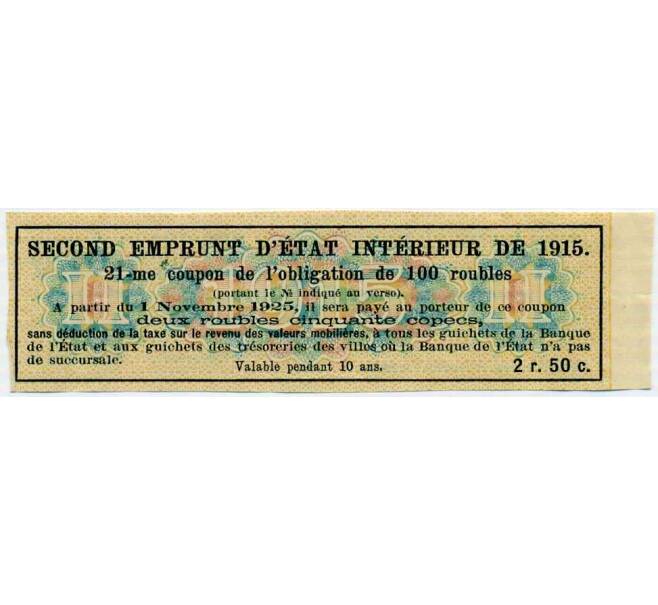 SECOND EMPRUNT D'ÉTAT INTÉRIEUR DE 1915.
21-me coupon de l'obligation de 100 roubles
(portant le № indiqué au verso).
A partir du 1 Novembre 1925, il sera payé au porteur de ce coupon
deux roubles cinquante copecs,
sans déduction de la taxe sur le revenu des valeurs mobilières, à tous les guichets de la Banque
de l'État et aux guichets des trésoreries des villes où la Banque de l'État n'a pas
de succursale.
Valable pendant 10 ans.
2 r. 50 c.